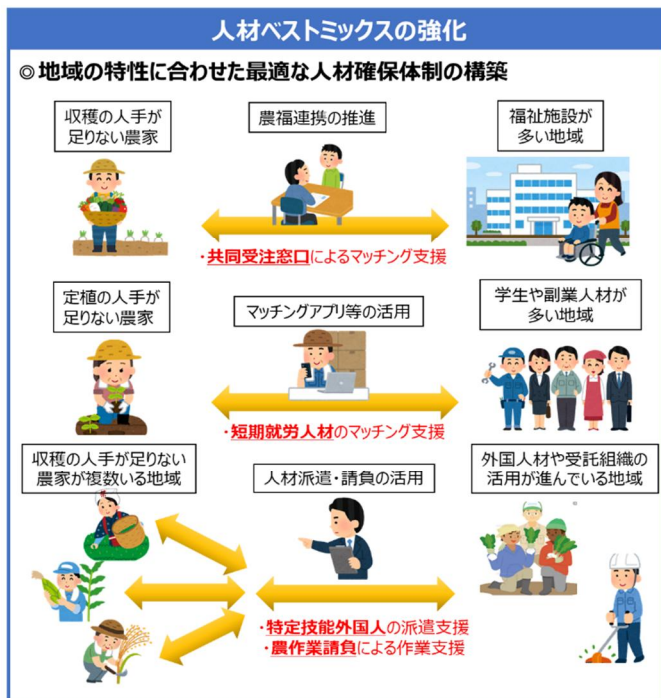 人材ベストミックスの強化
◎地域の特性に合わせた最適な人材確保体制の構築
収穫の人手が
足りない農家
農福連携の推進
福祉施設が
多い地域
・共同受注窓口によるマッチング支援
定植の人手が
足りない農家
マッチングアプリ等の活用
学生や副業人材が
多い地域
・短期就労人材のマッチング支援
収穫の人手が足りない
農家が複数いる地域
人材派遣・請負の活用
外国人材や受託組織の
活用が進んでいる地域
・特定技能外国人の派遣支援
・農作業請負による作業支援